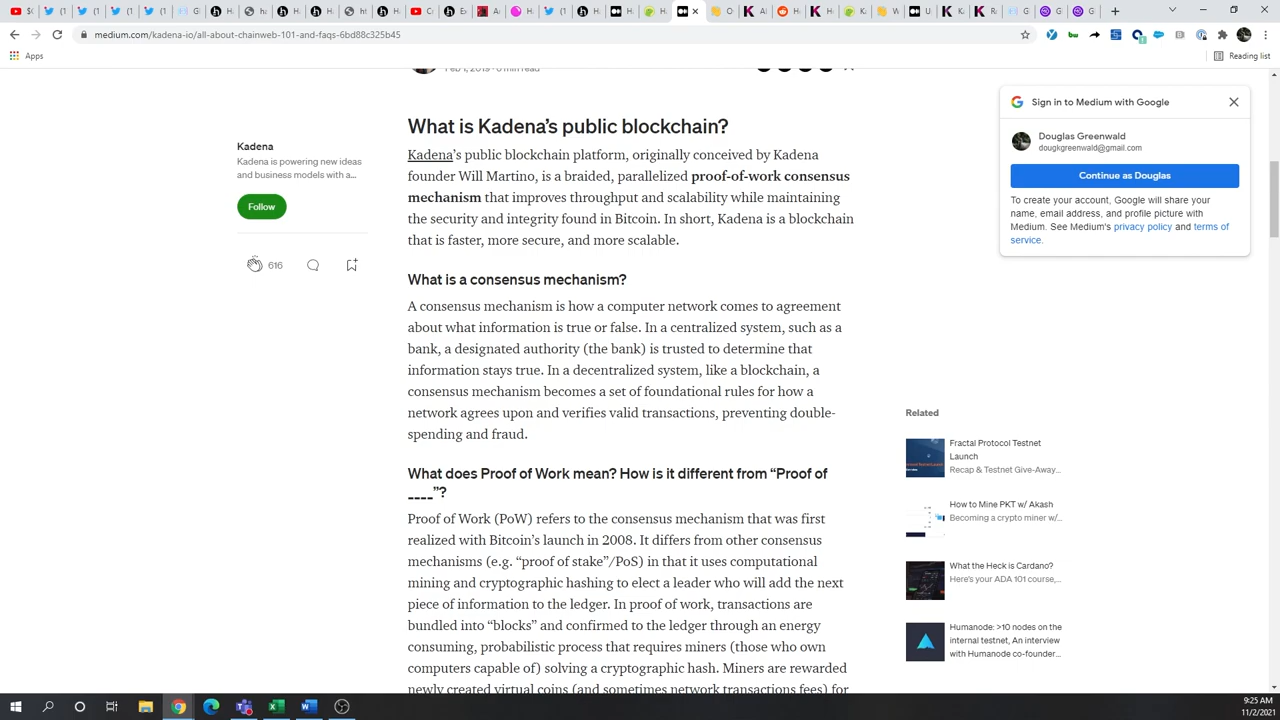 medium.com/kadena-io/all-about-chainweb-101-and-faqs-6bd88c325b45
Apps
Reading list
What is Kadena's public blockchain?
Kadena's public blockchain platform, originally conceived by Kadena
founder Will Martino, is a braided, parallelized proof-of-work consensus
mechanism that improves throughput and scalability while maintaining
the security and integrity found in Bitcoin. In short, Kadena is a blockchain
that is faster, more secure, and more scalable.
What is a consensus mechanism?
A consensus mechanism is how a computer network comes to agreement
about what information is true or false. In a centralized system, such as a
bank, a designated authority (the bank) is trusted to determine that
information stays true. In a decentralized system, like a blockchain, a
consensus mechanism becomes a set of foundational rules for how a
network agrees upon and verifies valid transactions, preventing double-
spending and fraud.
What does Proof of Work mean? How is it different from “Proof of
____”?
Proof of Work (PoW) refers to the consensus mechanism that was first
realized with Bitcoin's launch in 2008. It differs from other consensus
mechanisms (e.g. “proof of stake”/PoS) in that it uses computational
mining and cryptographic hashing to elect a leader who will add the next
piece of information to the ledger. In proof of work, transactions are
bundled into “blocks” and confirmed to the ledger through an energy
consuming, probabilistic process that requires miners (those who own
computers capable of) solving a cryptographic hash. Miners are rewarded
newly created virtual coins (and sometimes network transactions fees) for
Kadena
Kadena is powering new ideas
and business models with a...
Follow
616
Sign in to Medium with Google
Douglas Greenwald
dougkgreenwald@gmail.com
Continue as Douglas
To create your account, Google will share your
name, email address, and profile picture with
Medium. See Medium's privacy policy and terms of
service.
Related
Fractal Protocol Testnet
Launch
Recap & Testnet Give-Away...
How to Mine PKT w/ Akash
Becoming a crypto miner w/...
What the Heck is Cardano?
Here's your ADA 101 course,...
Humanode: >10 nodes on the
internal testnet, An interview
with Humanode co-founder...
9:25 AM
11/2/2021